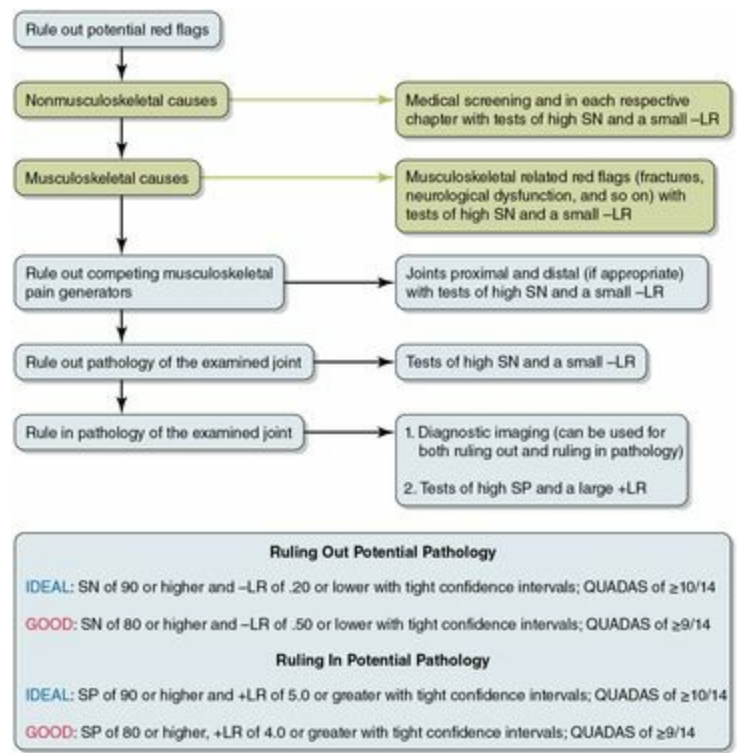 Rule out potential red flags
Nonmusculoskeletal causes
Medical screening and in each respective
chapter with tests of high SN and a small –LR
Musculoskeletal causes
Musculoskeletal related red flags (fractures,
neurological dysfunction, and so on) with
tests of high SN and a small –LR
Rule out competing musculoskeletal
pain generators
Joints proximal and distal (if appropriate)
with tests of high SN and a small –LR
Rule out pathology of the examined joint
Tests of high SN and a small –LR
Rule in pathology of the examined joint
1. Diagnostic imaging (can be used for
both ruling out and ruling in pathology)
2. Tests of high SP and a large +LR
Ruling Out Potential Pathology
IDEAL: SN of 90 or higher and –LR of .20 or lower with tight confidence intervals; QUADAS of ≥10/14
GOOD: SN of 80 or higher and –LR of .50 or lower with tight confidence intervals; QUADAS of ≥9/14
Ruling In Potential Pathology
IDEAL: SP of 90 or higher and +LR of 5.0 or greater with tight confidence intervals; QUADAS of ≥10/14
GOOD: SP of 80 or higher, +LR of 4.0 or greater with tight confidence intervals; QUADAS of ≥9/14